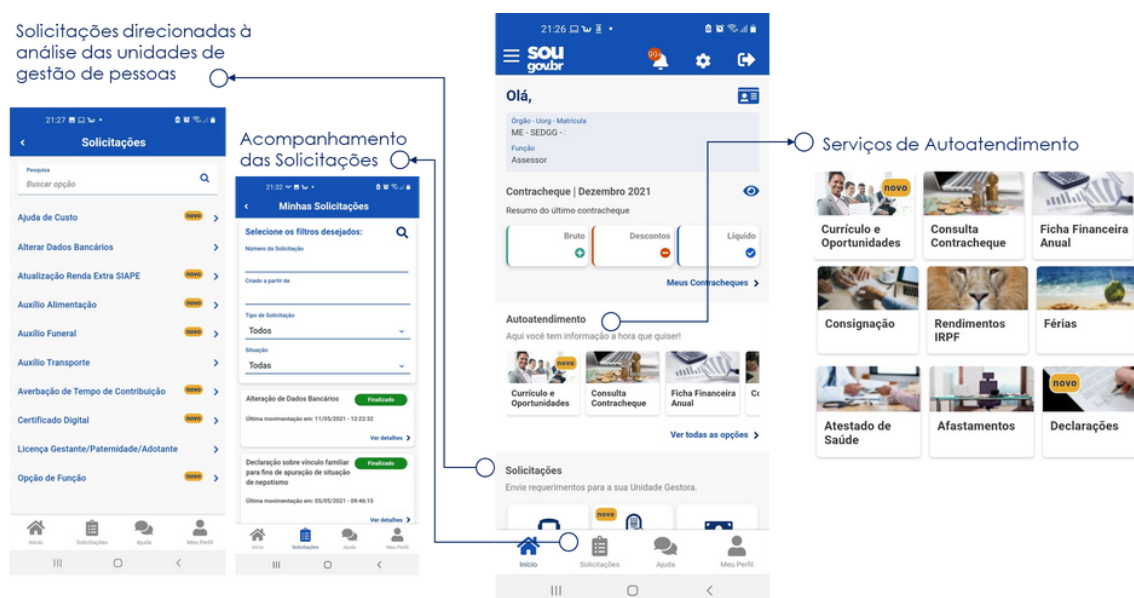 Solicitações direcionadas à
análise das unidades de
gestão de pessoas
21:27
Solicitações
Pesquisa
Buscar opção
Ajuda de Custo
novo
Alterar Dados Bancários
Atualização Renda Extra SIAPE
novo
Auxílio Alimentação
novo
Auxílio Funeral
novo
Auxílio Transporte
Averbação de Tempo de Contribuição
novo
Certificado Digital
novo
Licença Gestante/Paternidade/Adotante
Opção de Função
novo
Início
Solicitações
Ajuda
Meu Perfil
Acompanhamento
das Solicitações
21:32
Minhas Solicitações
Selecione os filtros desejados:
Número da Solicitação
Criado a partir de
Tipo de Solicitação
Todos
Situação
Todas
Alteração de Dados Bancários
Finalizado
Última movimentação em: 11/05/2021 - 12:22:32
Ver detalhes
Declaração sobre vínculo familiar
para fins de apuração de situação
de nepotismo
Finalizado
Última movimentação em: 05/05/2021 - 09:46:15
Ver detalhes
Início
Solicitações
Ajuda
Meu Perfil
21:26
sou
gov.br
99+
Olá,
Órgão - Uorg - Matrícula
ME - SEDGG -
Função
Assessor
Contracheque | Dezembro 2021
Resumo do último contracheque
Bruto
Descontos
Líquido
Meus Contracheques
Autoatendimento
Aqui você tem informação a hora que quiser!
novo
Currículo e
Oportunidades
Consulta
Contracheque
Ficha Financeira
Anual
Ver todas as opções
Solicitações
Envie requerimentos para a sua Unidade Gestora.
novo
Início
Solicitações
Ajuda
Meu Perfil
Serviços de Autoatendimento
novo
Currículo e
Oportunidades
Consulta
Contracheque
Ficha Financeira
Anual
Consignação
Rendimentos
IRPF
Férias
Atestado de
Saúde
Afastamentos
novo
Declarações